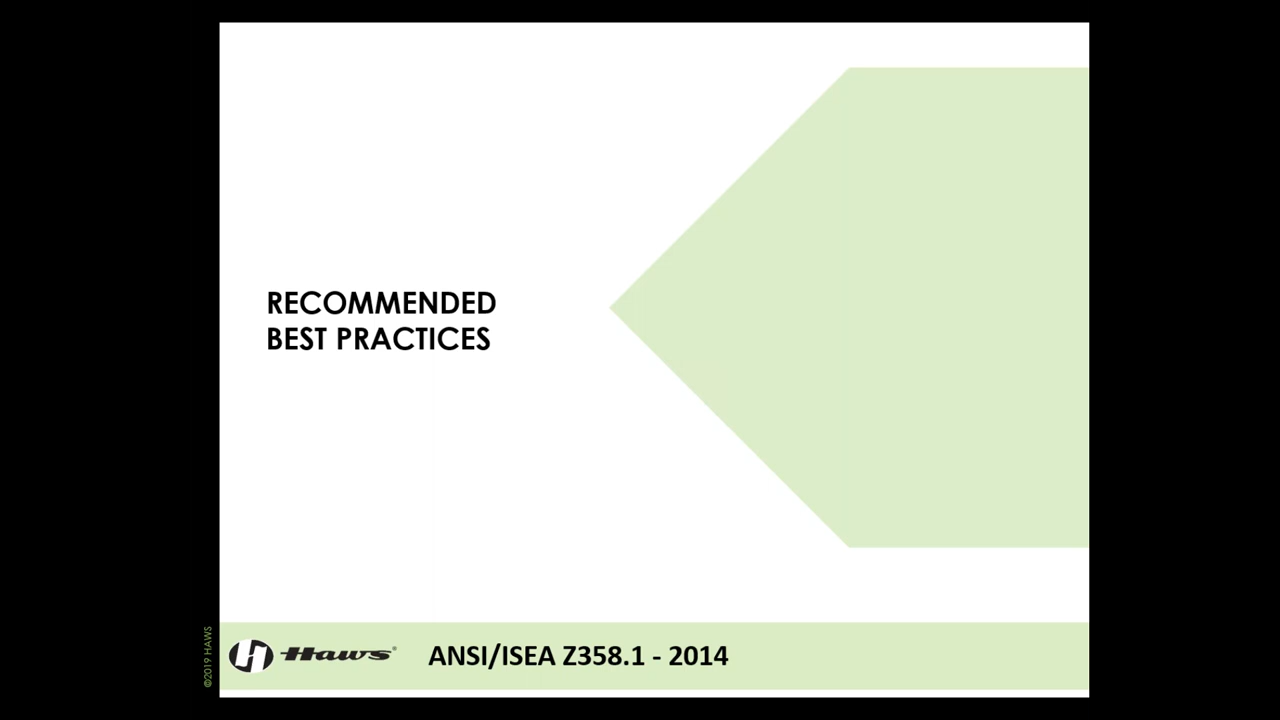 RECOMMENDED
BEST PRACTICES
©2019 HAWS
H Haws® ANSI/ISEA Z358.1 - 2014